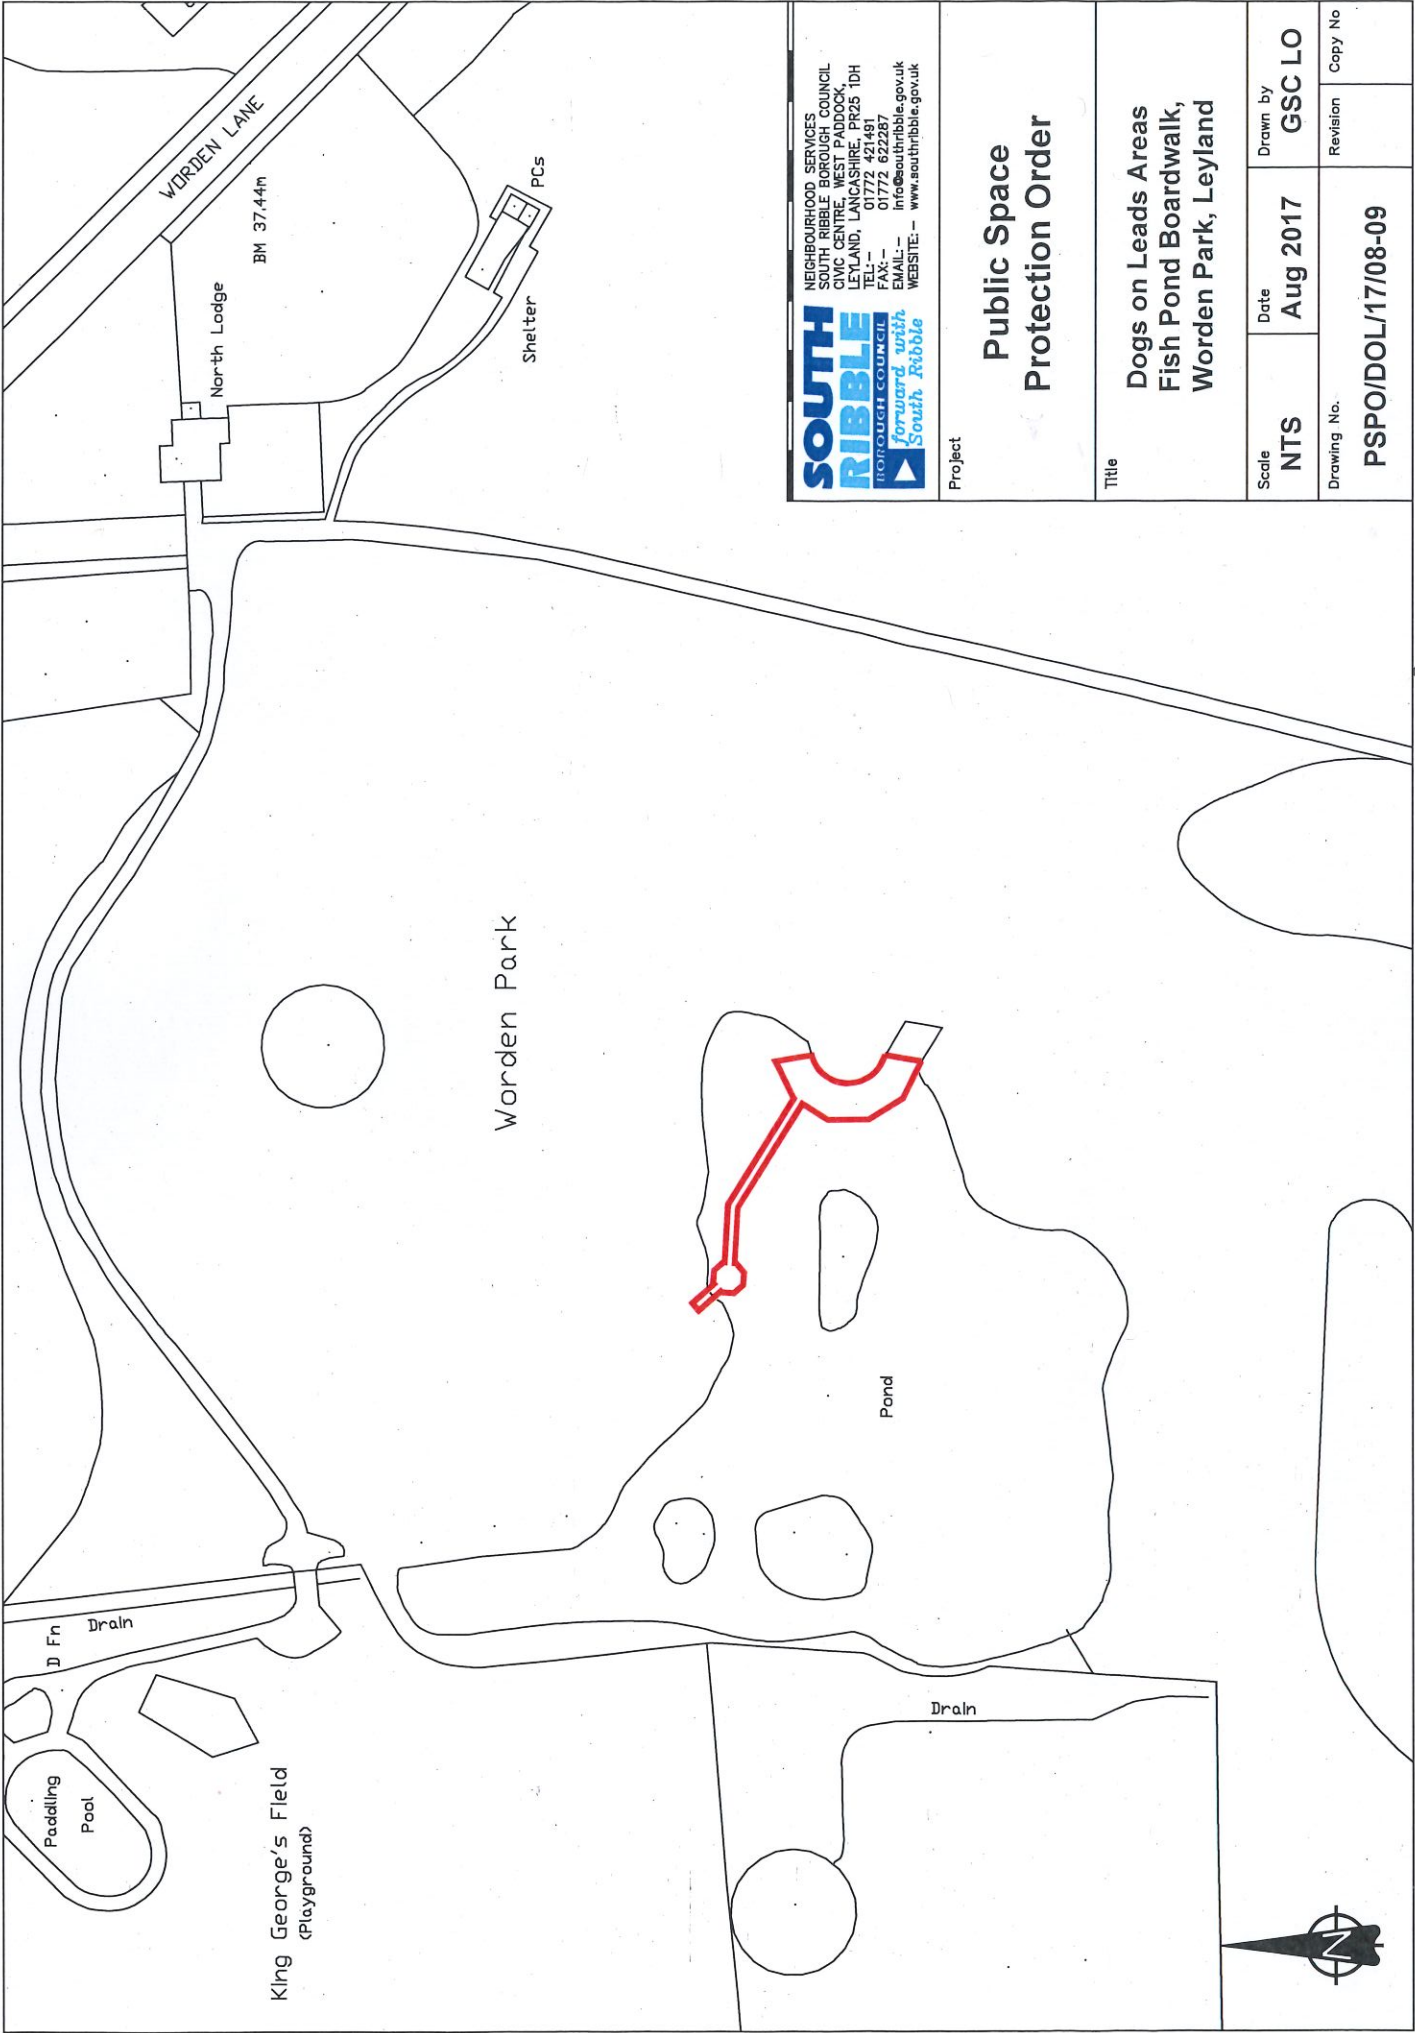 WORDEN LANE
BM 37.44m
North Lodge
PCs
Shelter
Worden Park
Pond
Drain
D Fn
Paddling
Pool
King George's Field
(Playground)
Drain
N
SOUTH
RIBBLE
BOROUGH COUNCIL
forward with
South Ribble
NEIGHBOURHOOD SERVICES
SOUTH RIBBLE BOROUGH COUNCIL
CIVIC CENTRE, WEST PADDOCK,
LEYLAND, LANCASHIRE, PR25 1DH
TEL:- 01772 421491
FAX:- 01772 622287
EMAIL:- info@southribble.gov.uk
WEBSITE:- www.southribble.gov.uk
Project
Public Space
Protection Order
Title
Dogs on Leads Areas
Fish Pond Boardwalk,
Worden Park, Leyland
Scale
NTS
Date
Aug 2017
Drawn by
GSC LO
Drawing No.
PSPO/DOL/17/08-09
Revision
Copy No